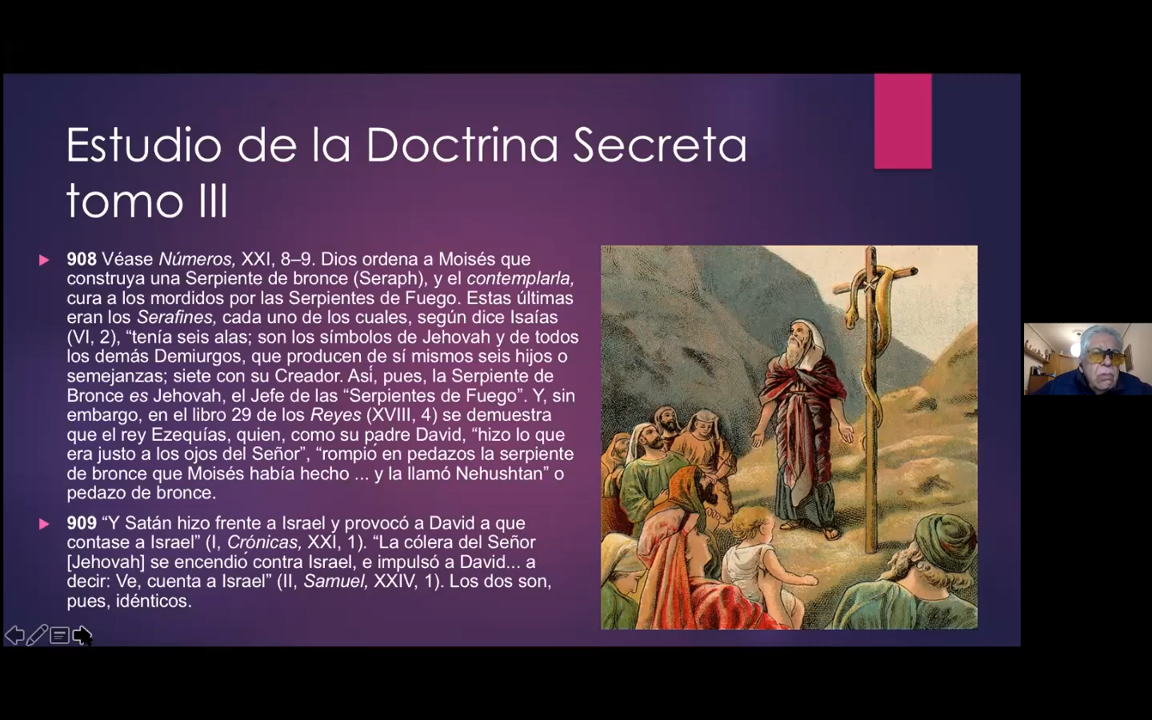 Estudio de la Doctrina Secreta
tomo III
908 Véase Números, XXI, 8–9. Dios ordena a Moisés que
construya una Serpiente de bronce (Seraph), y el contemplarla,
cura a los mordidos por las Serpientes de Fuego. Estas últimas
eran los Serafines, cada uno de los cuales, según dice Isaías
(VI, 2), “tenía seis alas; son los símbolos de Jehovah y de todos
los demás Demiurgos, que producen de sí mismos seis hijos o
semejanzas; siete con su Creador. Así, pues, la Serpiente de
Bronce es Jehovah, el Jefe de las “Serpientes de Fuego”. Y, sin
embargo, en el libro 29 de los Reyes (XVIII, 4) se demuestra
que el rey Ezequías, quien, como su padre David, “hizo lo que
era justo a los ojos del Señor”, “rompió en pedazos la serpiente
de bronce que Moisés había hecho ... y la llamó Nehushtan” o
pedazo de bronce.
909 “Y Satán hizo frente a Israel y provocó a David a que
contase a Israel” (I, Crónicas, XXI, 1). “La cólera del Señor
[Jehovah] se encendió contra Israel, e impulsó a David... a
decir: Ve, cuenta a Israel” (II, Samuel, XXIV, 1). Los dos son,
pues, idénticos.